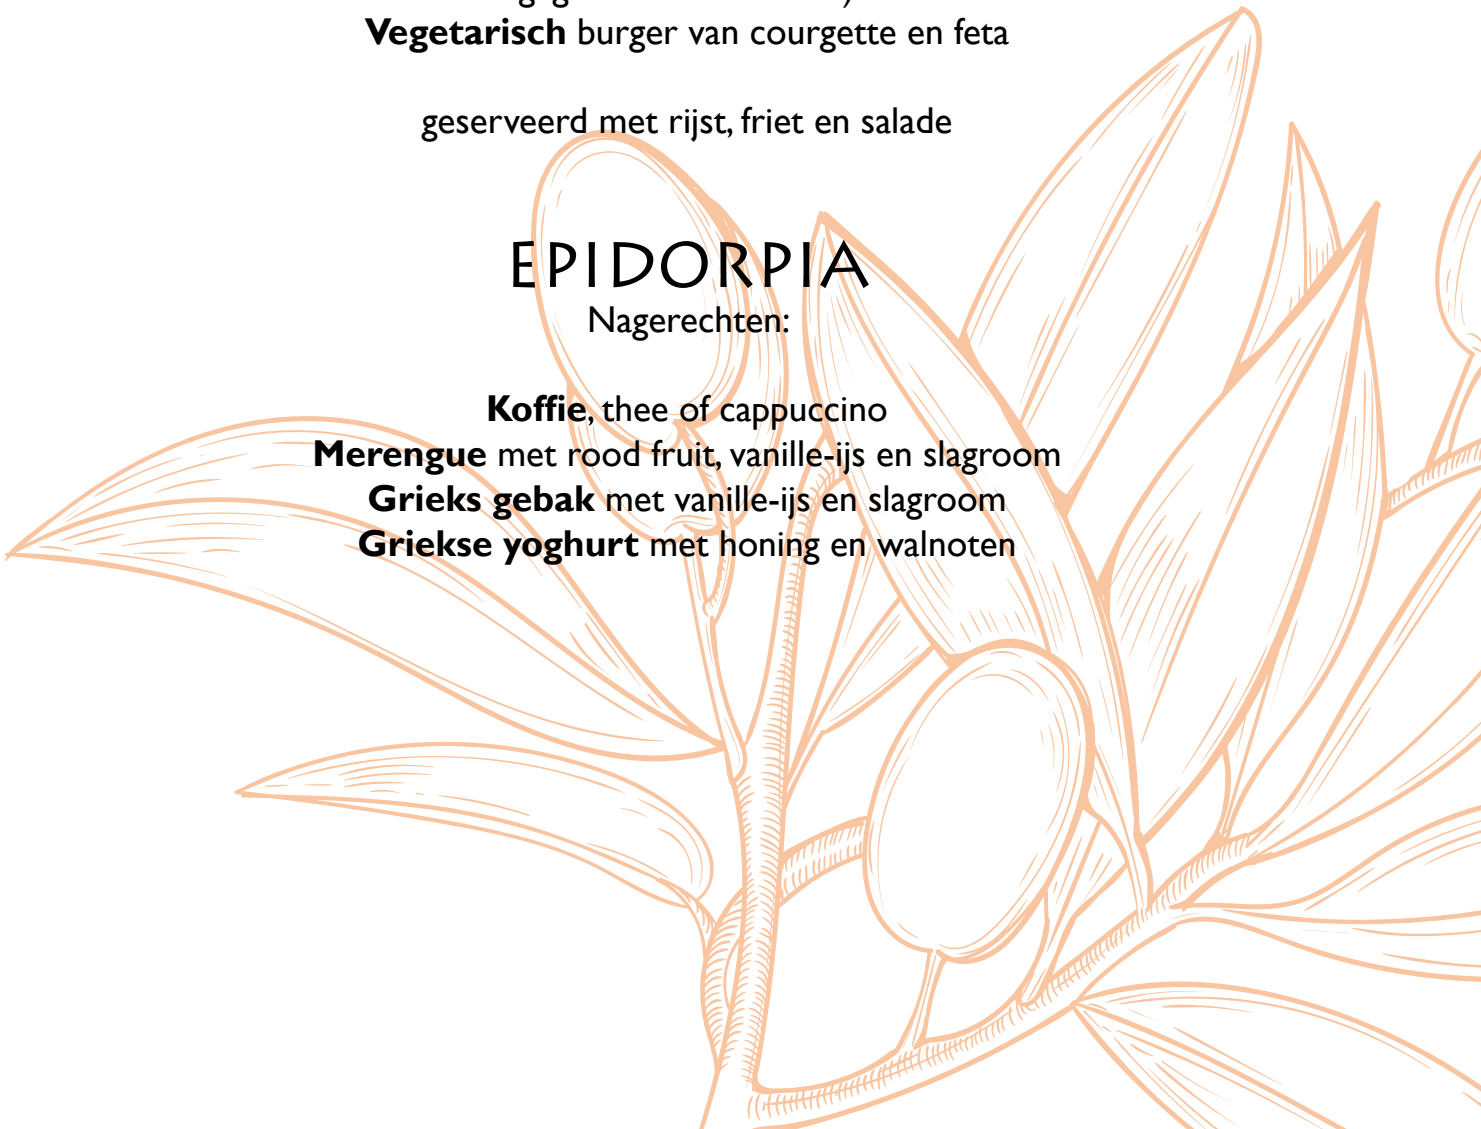 Vegetarisch burger van courgette en feta
geserveerd met rijst, friet en salade
EPIDORPIA
Nagerechten:
Koffie, thee of cappuccino
Merengue met rood fruit, vanille-ijs en slagroom
Grieks gebak met vanille-ijs en slagroom
Griekse yoghurt met honing en walnoten